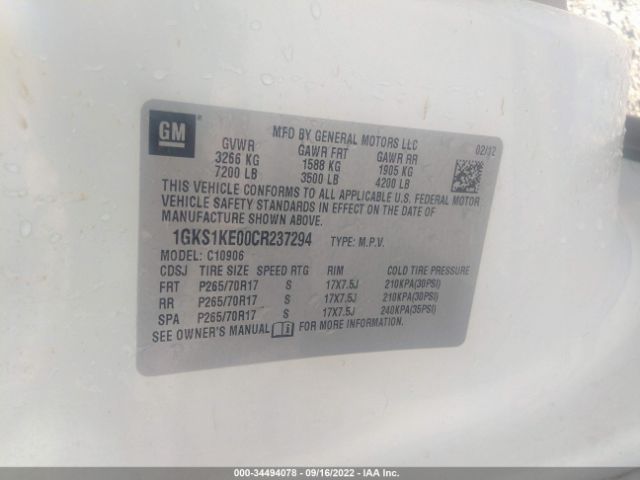 GM
MFD BY GENERAL MOTORS LLC
02/12
GVWR GAWR FRT GAWR RR
3266 KG 1588 KG 1905 KG
7200 LB 3500 LB 4200 LB
THIS VEHICLE CONFORMS TO ALL APPLICABLE U.S. FEDERAL MOTOR
VEHICLE SAFETY STANDARDS IN EFFECT ON THE DATE OF
MANUFACTURE SHOWN ABOVE.
1GKS1KE00CR237294 TYPE: M.P.V.
MODEL: C10906
CDSJ TIRE SIZE SPEED RTG RIM COLD TIRE PRESSURE
FRT P265/70R17 S 17X7.5J 210KPA(30PSI)
RR P265/70R17 S 17X7.5J 210KPA(30PSI)
SPA P265/70R17 S 17X7.5J 240KPA(35PSI)
SEE OWNER'S MANUAL FOR MORE INFORMATION.
000-34494078 - 09/16/2022 - IAA Inc.